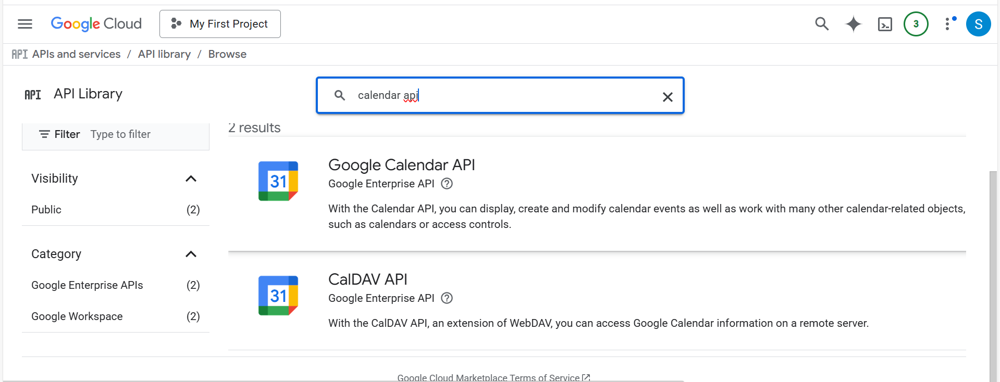 Google Cloud
My First Project
3
S
API APIs and services / API library / Browse
API API Library
calendar api
Filter Type to filter
2 results
Visibility
Public (2)
Category
Google Enterprise APIs (2)
Google Workspace (2)
31
Google Calendar API
Google Enterprise API
With the Calendar API, you can display, create and modify calendar events as well as work with many other calendar-related objects,
such as calendars or access controls.
31
CalDAV API
Google Enterprise API
With the CalDAV API, an extension of WebDAV, you can access Google Calendar information on a remote server.
Google Cloud Marketplace Terms of Service